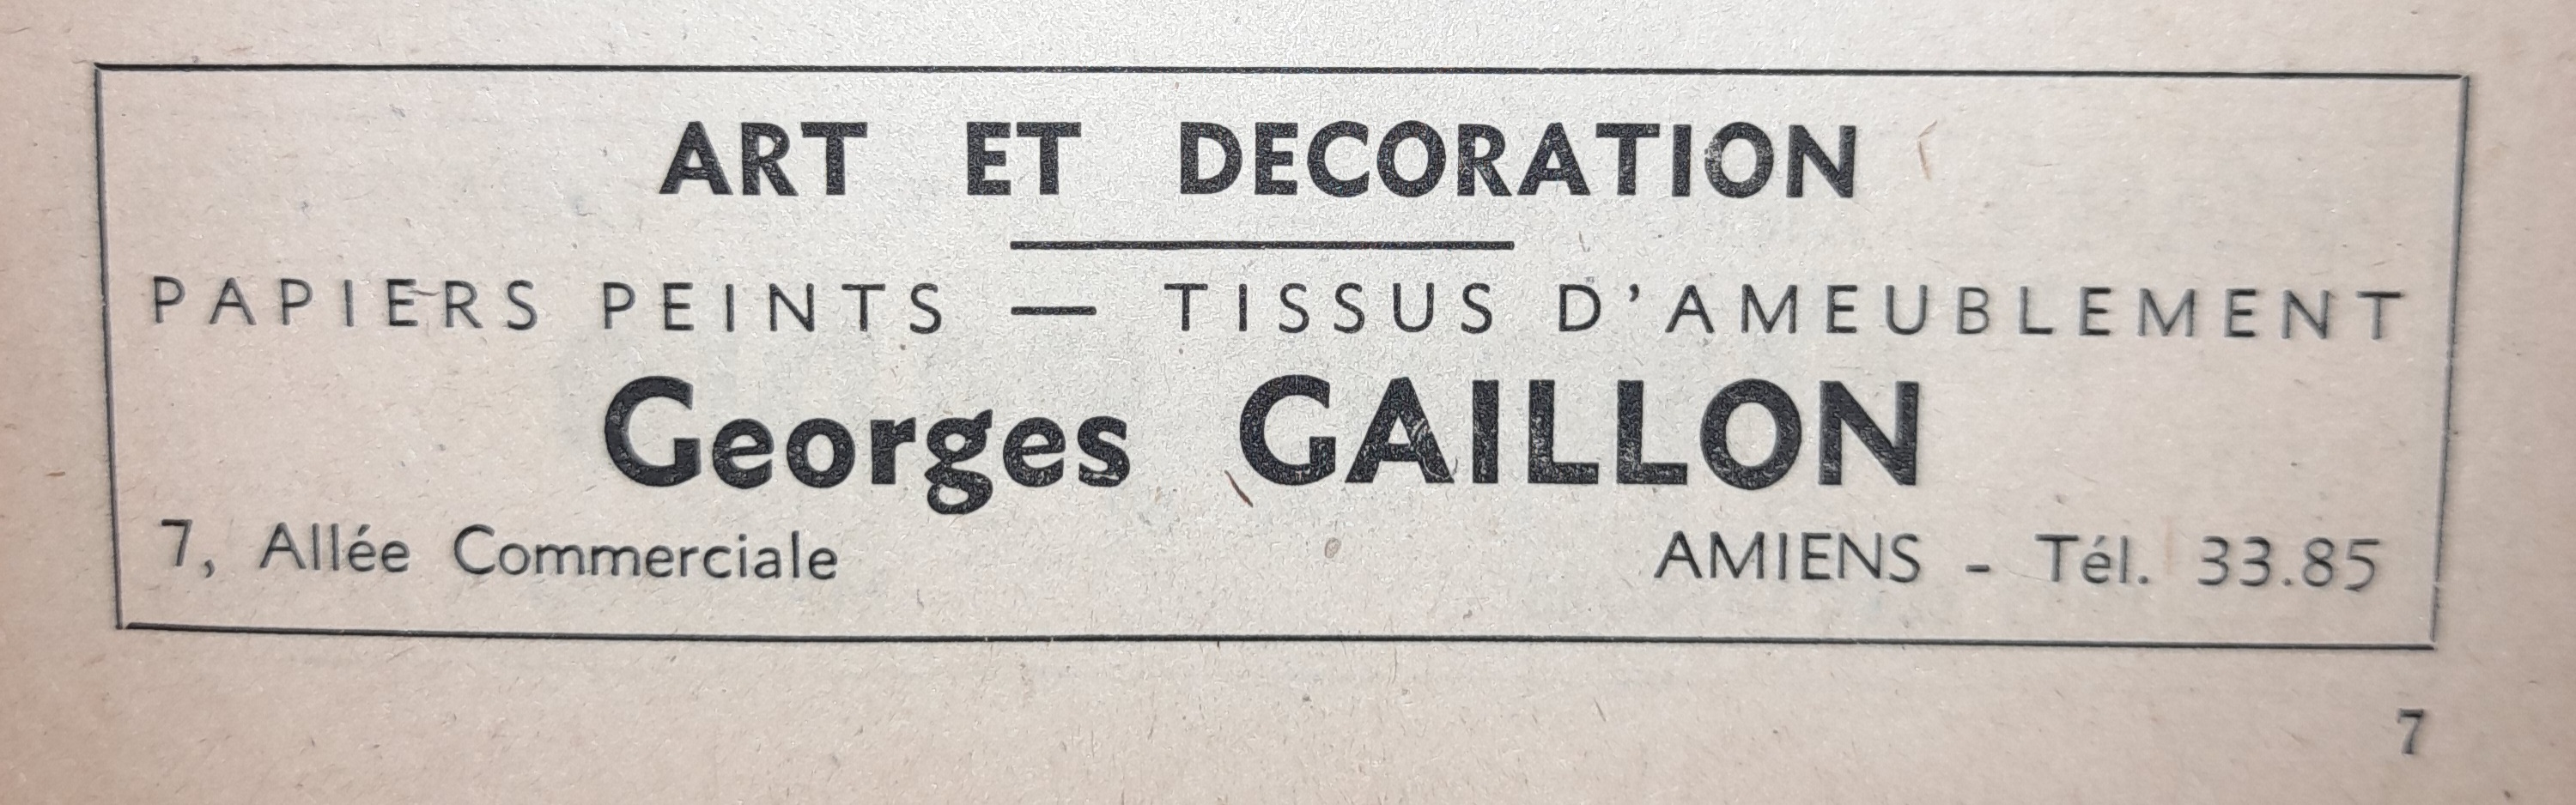 ART ET DECORATION
PAPIERS PEINTS — TISSUS D'AMEUBLEMENT
Georges GAILLON
7, Allée Commerciale AMIENS - Tél. 33.85
7